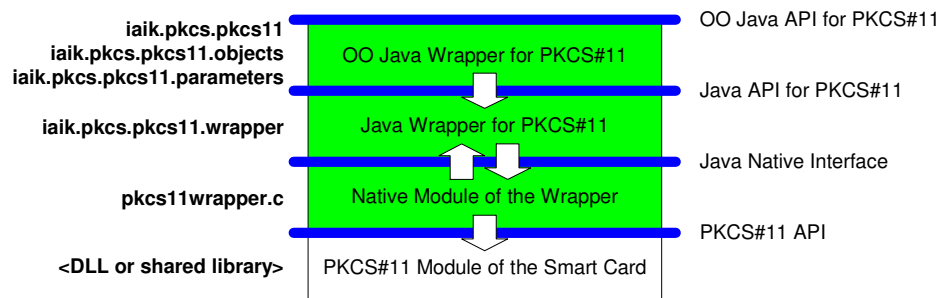 OO Java API for PKCS#11
iaik.pkcs.pkcs11
iaik.pkcs.pkcs11.objects
iaik.pkcs.pkcs11.parameters
OO Java Wrapper for PKCS#11
Java API for PKCS#11
iaik.pkcs.pkcs11.wrapper
Java Wrapper for PKCS#11
Java Native Interface
pkcs11wrapper.c
Native Module of the Wrapper
PKCS#11 API
<DLL or shared library>
PKCS#11 Module of the Smart Card